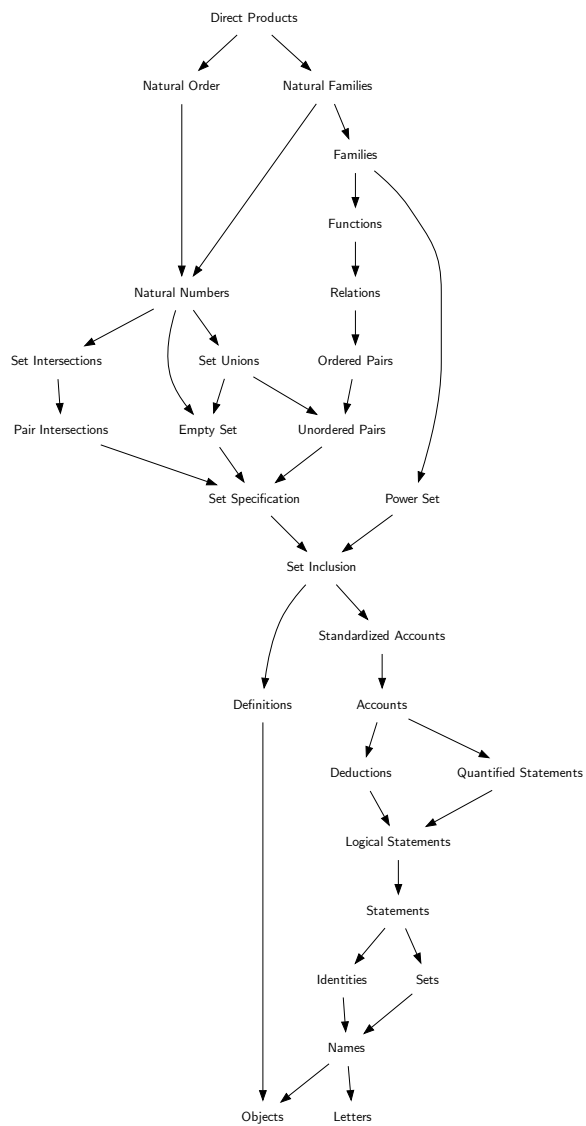 Direct Products
Natural Order
Natural Families
Families
Functions
Natural Numbers
Relations
Set Intersections
Set Unions
Ordered Pairs
Pair Intersections
Empty Set
Unordered Pairs
Set Specification
Power Set
Set Inclusion
Standardized Accounts
Definitions
Accounts
Deductions
Quantified Statements
Logical Statements
Statements
Identities
Sets
Names
Objects
Letters